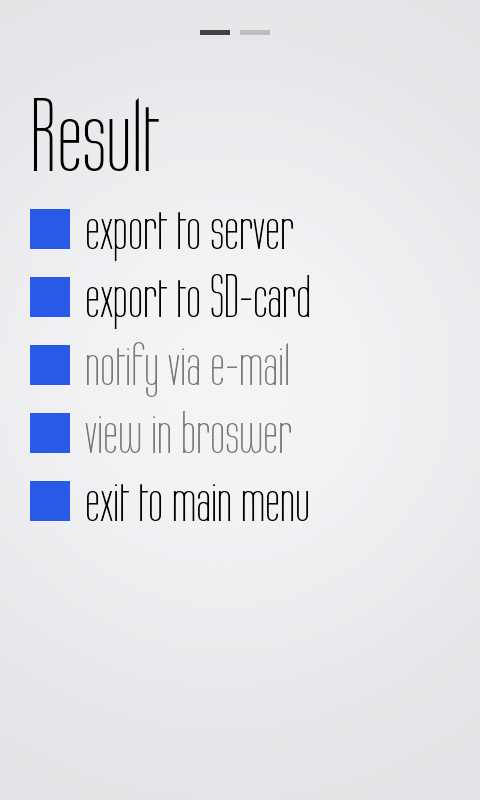 Result
export to server
export to SD-card
notify via e-mail
view in broswer
exit to main menu